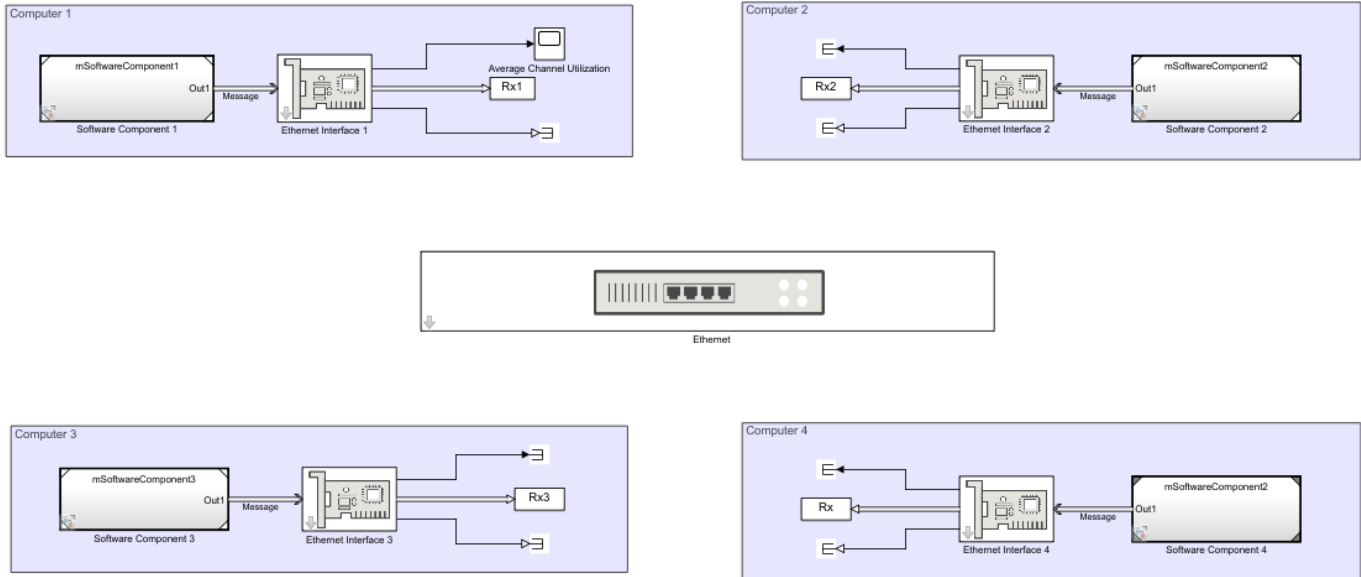 Computer 1
mSoftwareComponent1
Out1
Message
Software Component 1
Ethernet Interface 1
Average Channel Utilization
Rx1
Computer 2
Rx2
Ethernet Interface 2
Message
mSoftwareComponent2
Out1
Software Component 2
Ethernet
Computer 3
mSoftwareComponent3
Out1
Message
Software Component 3
Ethernet Interface 3
Rx3
Computer 4
Rx
Ethernet Interface 4
Message
mSoftwareComponent2
Out1
Software Component 4